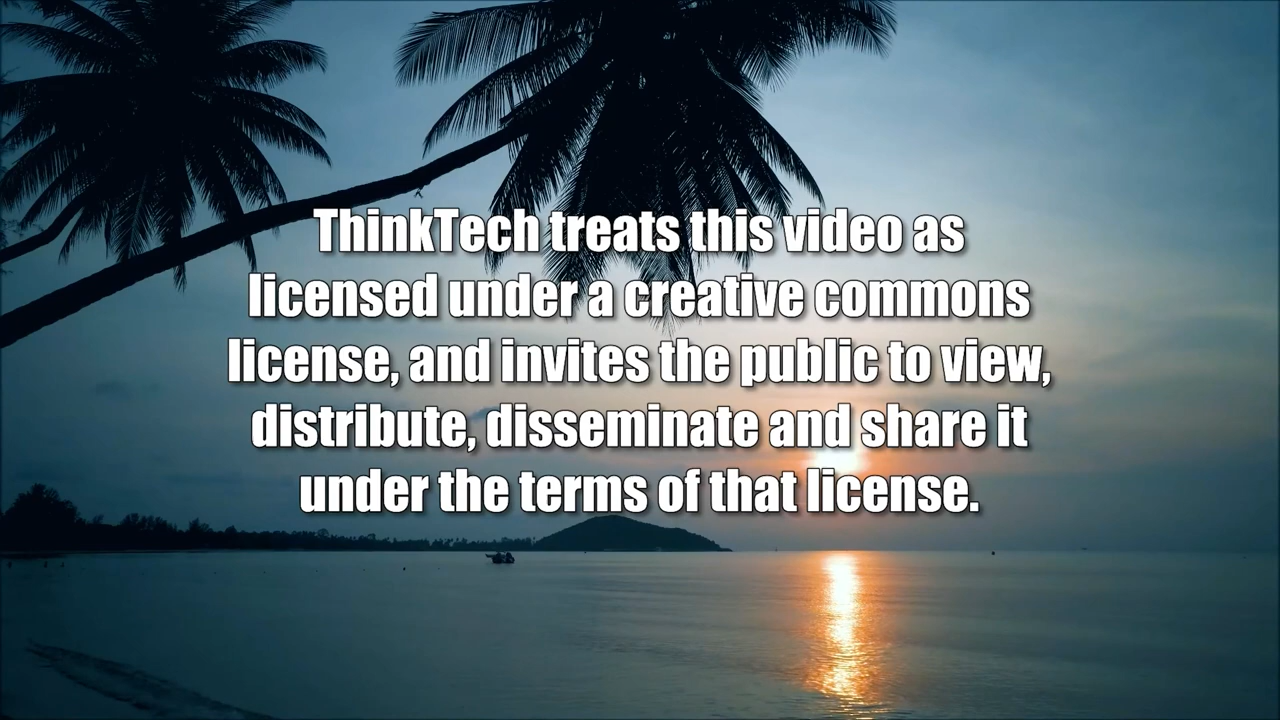 ThinkTech treats this video as
licensed under a creative commons
license, and invites the public to view,
distribute, disseminate and share it
under the terms of that license.